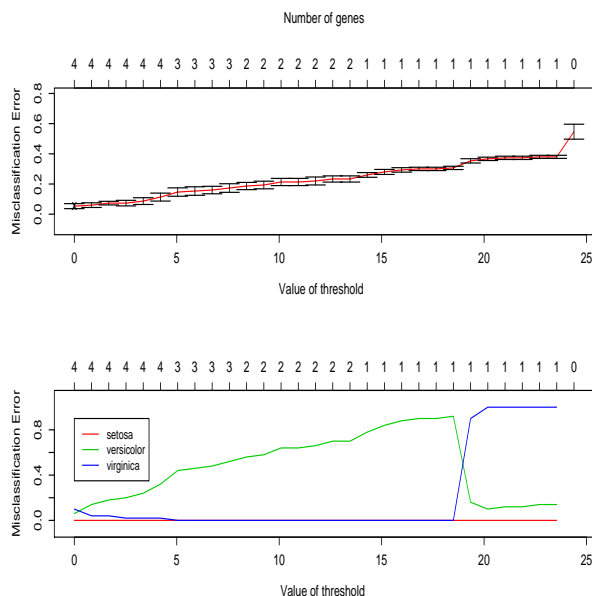 Number of genes
4 4 4 4 4 4 3 3 3 3 2 2 2 2 2 2 2 1 1 1 1 1 1 1 1 1 1 1 1 0
Misclassification Error
0.8
0.6
0.4
0.2
0.0
0 5 10 15 20 25
Value of threshold
4 4 4 4 4 4 3 3 3 3 2 2 2 2 2 2 2 1 1 1 1 1 1 1 1 1 1 1 1 0
Misclassification Error
0.8
0.4
0.0
setosa
versicolor
virginica
0 5 10 15 20 25
Value of threshold